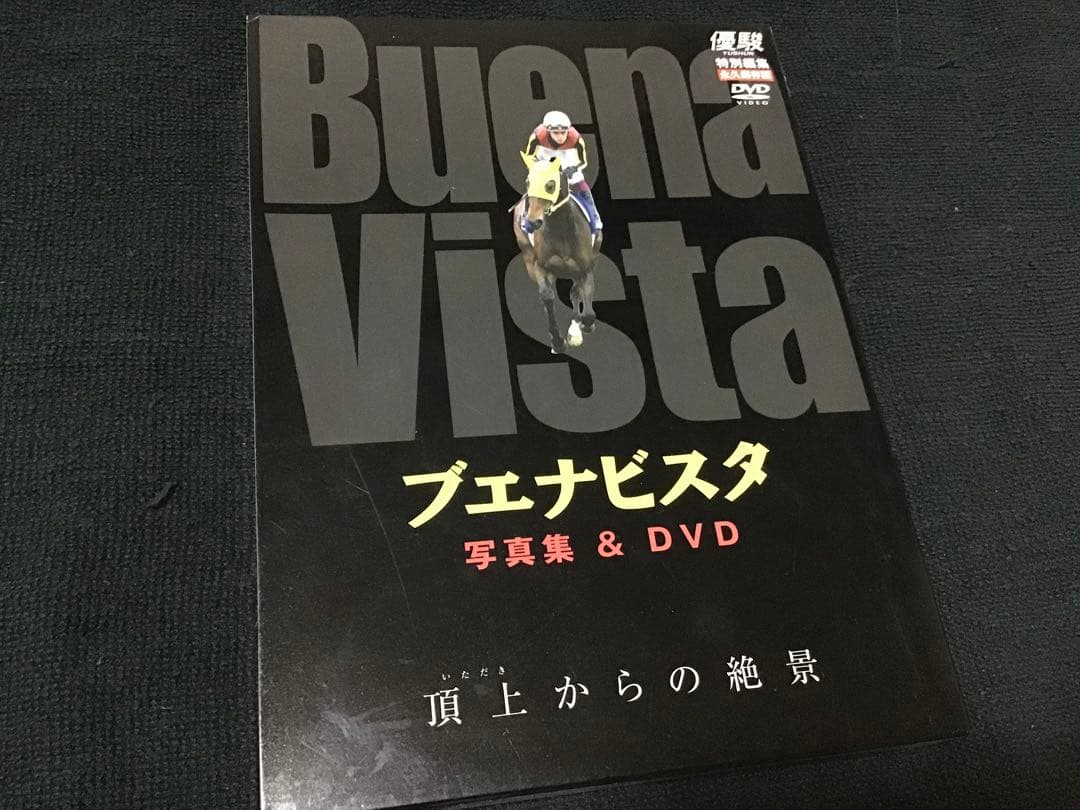 Buena
Vista
優駿
YUSHUN
特別編集
永久保存版
DVD
VIDEO
ブエナビスタ
写真集 & DVD
いただき
頂上からの絶景